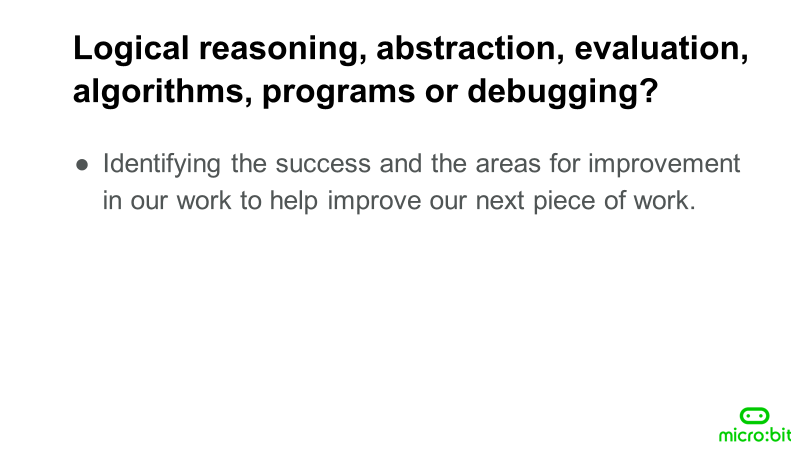 Logical reasoning, abstraction, evaluation,
algorithms, programs or debugging?
● Identifying the success and the areas for improvement
in our work to help improve our next piece of work.
micro:bit